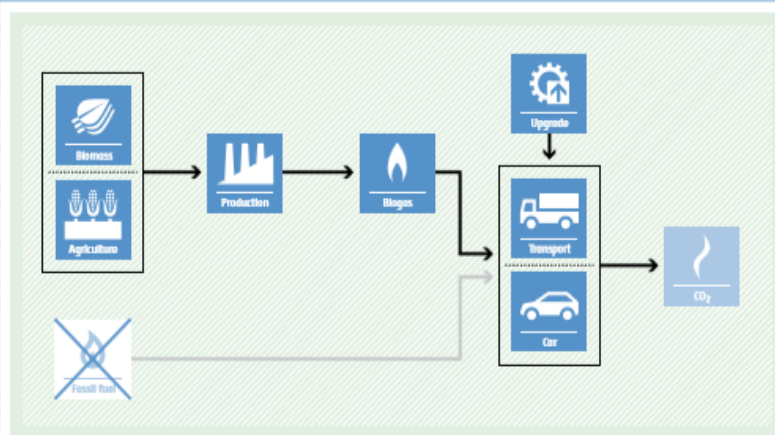 Biomass
Agriculture
Production
Biogas
Upgrade
Transport
Car
CO₂
Fossil fuel